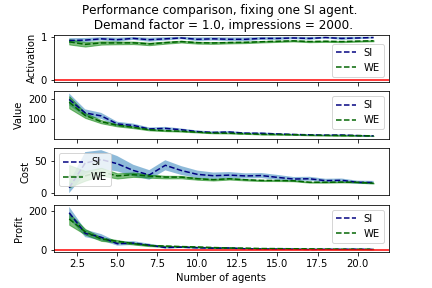 Performance comparison, fixing one SI agent.
Demand factor = 1.0, impressions = 2000.
Activation
1
0
SI
WE
Value
200
100
SI
WE
Cost
50
0
SI
WE
Profit
200
0
SI
WE
2.5 5.0 7.5 10.0 12.5 15.0 17.5 20.0
Number of agents